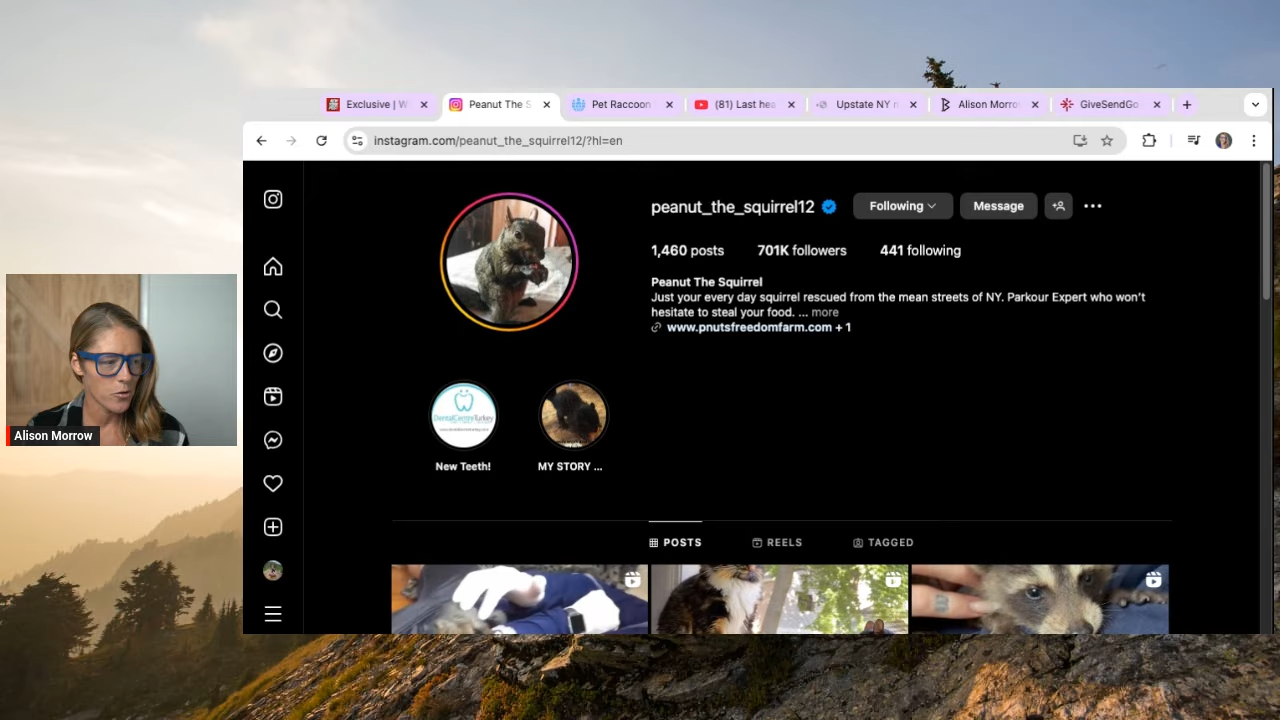 Exclusive | W
Peanut The S
Pet Raccoon
(81) Last hea
Upstate NY n
Alison Morro
GiveSendGo
instagram.com/peanut_the_squirrel12/?hl=en
peanut_the_squirrel12
Following
Message
1,460 posts
701K followers
441 following
Peanut The Squirrel
Just your every day squirrel rescued from the mean streets of NY. Parkour Expert who won't
hesitate to steal your food. ... more
www.pnutsfreedomfarm.com + 1
DentalCentreTurkey
New Teeth!
MY STORY ...
POSTS
REELS
TAGGED
Alison Morrow